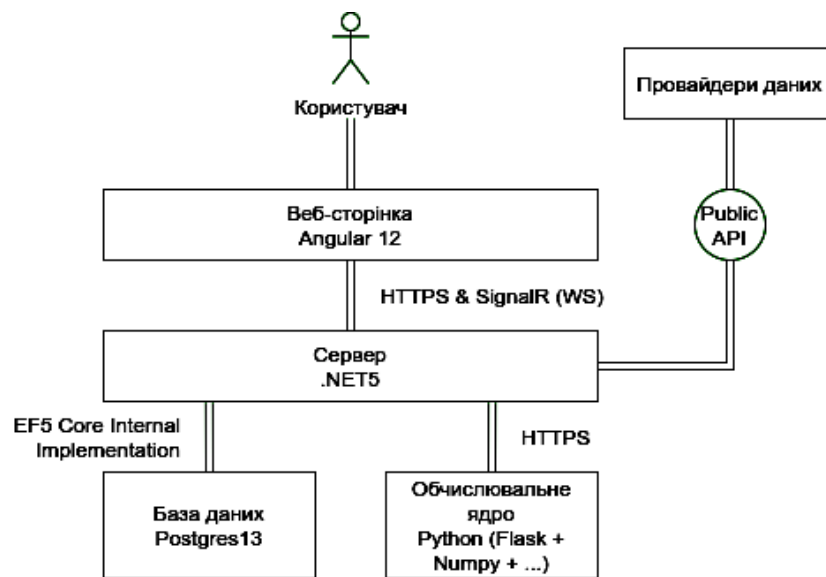 Користувач
Провайдери даних
Веб-сторінка
Angular 12
Public
API
HTTPS & SignalR (WS)
Сервер
.NET5
EF5 Core Internal
Implementation
HTTPS
База даних
Postgres13
Обчислювальне
ядро
Python (Flask +
Numpy + ...)